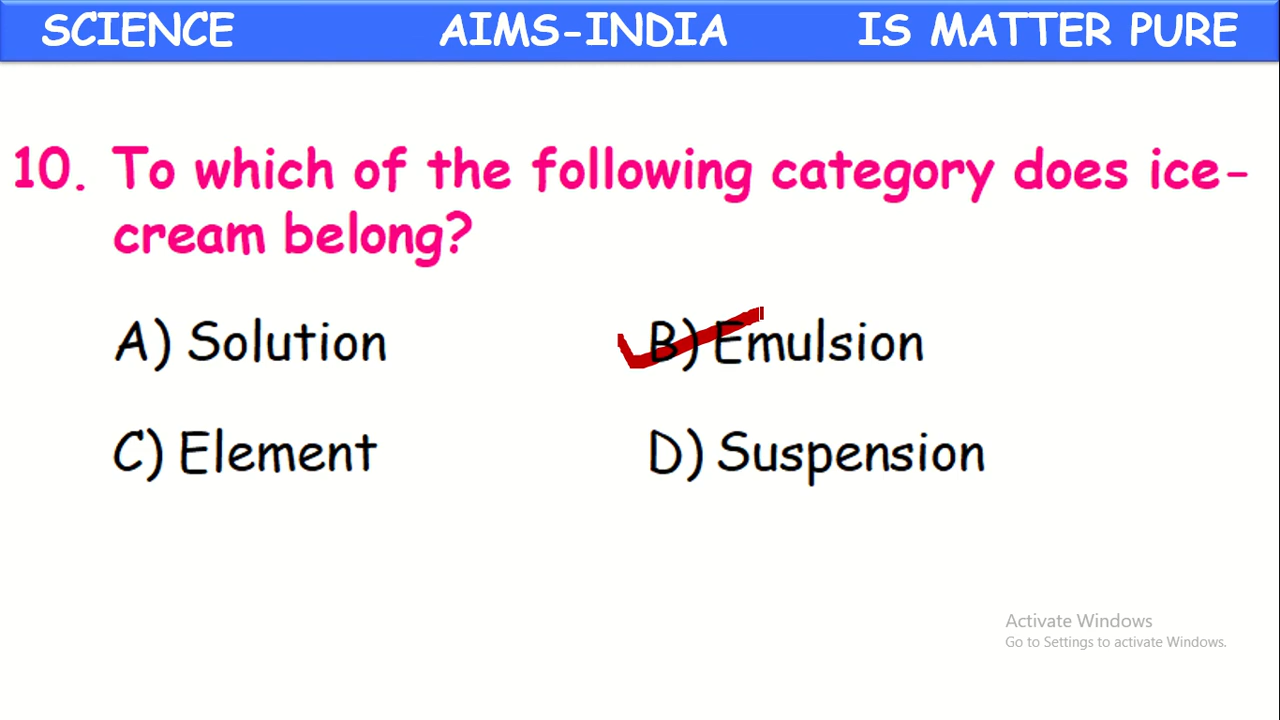 SCIENCE AIMS-INDIA IS MATTER PURE
10. To which of the following category does ice-
cream belong?
A) Solution B) Emulsion
C) Element D) Suspension
Activate Windows
Go to Settings to activate Windows.